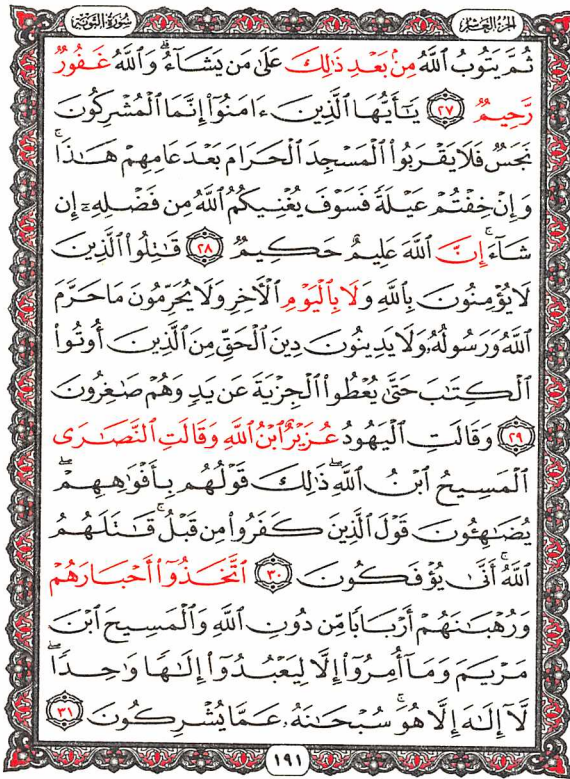 الجزء العاشر
سورة التوبة
ثُمَّ يَتُوبُ ٱللَّهُ مِنۢ بَعْدِ ذَٰلِكَ عَلَىٰ مَن يَشَآءُ ۗ وَٱللَّهُ غَفُورٌ
رَّحِيمٌ ٢٧ يَـٰٓأَيُّهَا ٱلَّذِينَ ءَامَنُوٓا۟ إِنَّمَا ٱلْمُشْرِكُونَ
نَجَسٌ فَلَا يَقْرَبُوا۟ ٱلْمَسْجِدَ ٱلْحَرَامَ بَعْدَ عَامِهِمْ هَـٰذَا ۚ
وَإِنْ خِفْتُمْ عَيْلَةً فَسَوْفَ يُغْنِيكُمُ ٱللَّهُ مِن فَضْلِهِۦٓ إِن
شَآءَ ۚ إِنَّ ٱللَّهَ عَلِيمٌ حَكِيمٌ ٢٨ قَـٰتِلُوا۟ ٱلَّذِينَ
لَا يُؤْمِنُونَ بِٱللَّهِ وَلَا بِٱلْيَوْمِ ٱلْـَٔاخِرِ وَلَا يُحَرِّمُونَ مَا حَرَّمَ
ٱللَّهُ وَرَسُولُهُۥ وَلَا يَدِينُونَ دِينَ ٱلْحَقِّ مِنَ ٱلَّذِينَ أُوتُوا۟
ٱلْكِتَـٰبَ حَتَّىٰ يُعْطُوا۟ ٱلْجِزْيَةَ عَن يَدٍ وَهُمْ صَـٰغِرُونَ
٢٩ وَقَالَتِ ٱلْيَهُودُ عُزَيْرٌ ٱبْنُ ٱللَّهِ وَقَالَتِ ٱلنَّصَـٰرَى
ٱلْمَسِيحُ ٱبْنُ ٱللَّهِ ۖ ذَٰلِكَ قَوْلُهُم بِأَفْوَٰهِهِمْ ۖ
يُضَـٰهِـُٔونَ قَوْلَ ٱلَّذِينَ كَفَرُوا۟ مِن قَبْلُ ۚ قَـٰتَلَهُمُ
ٱللَّهُ ۚ أَنَّىٰ يُؤْفَكُونَ ٣٠ ٱتَّخَذُوٓا۟ أَحْبَارَهُمْ
وَرُهْبَـٰنَهُمْ أَرْبَابًا مِّن دُونِ ٱللَّهِ وَٱلْمَسِيحَ ٱبْنَ
مَرْيَمَ وَمَآ أُمِرُوٓا۟ إِلَّا لِيَعْبُدُوٓا۟ إِلَـٰهًا وَٰحِدًا ۖ
لَّآ إِلَـٰهَ إِلَّا هُوَ ۚ سُبْحَـٰنَهُۥ عَمَّا يُشْرِكُونَ ٣١
١٩١